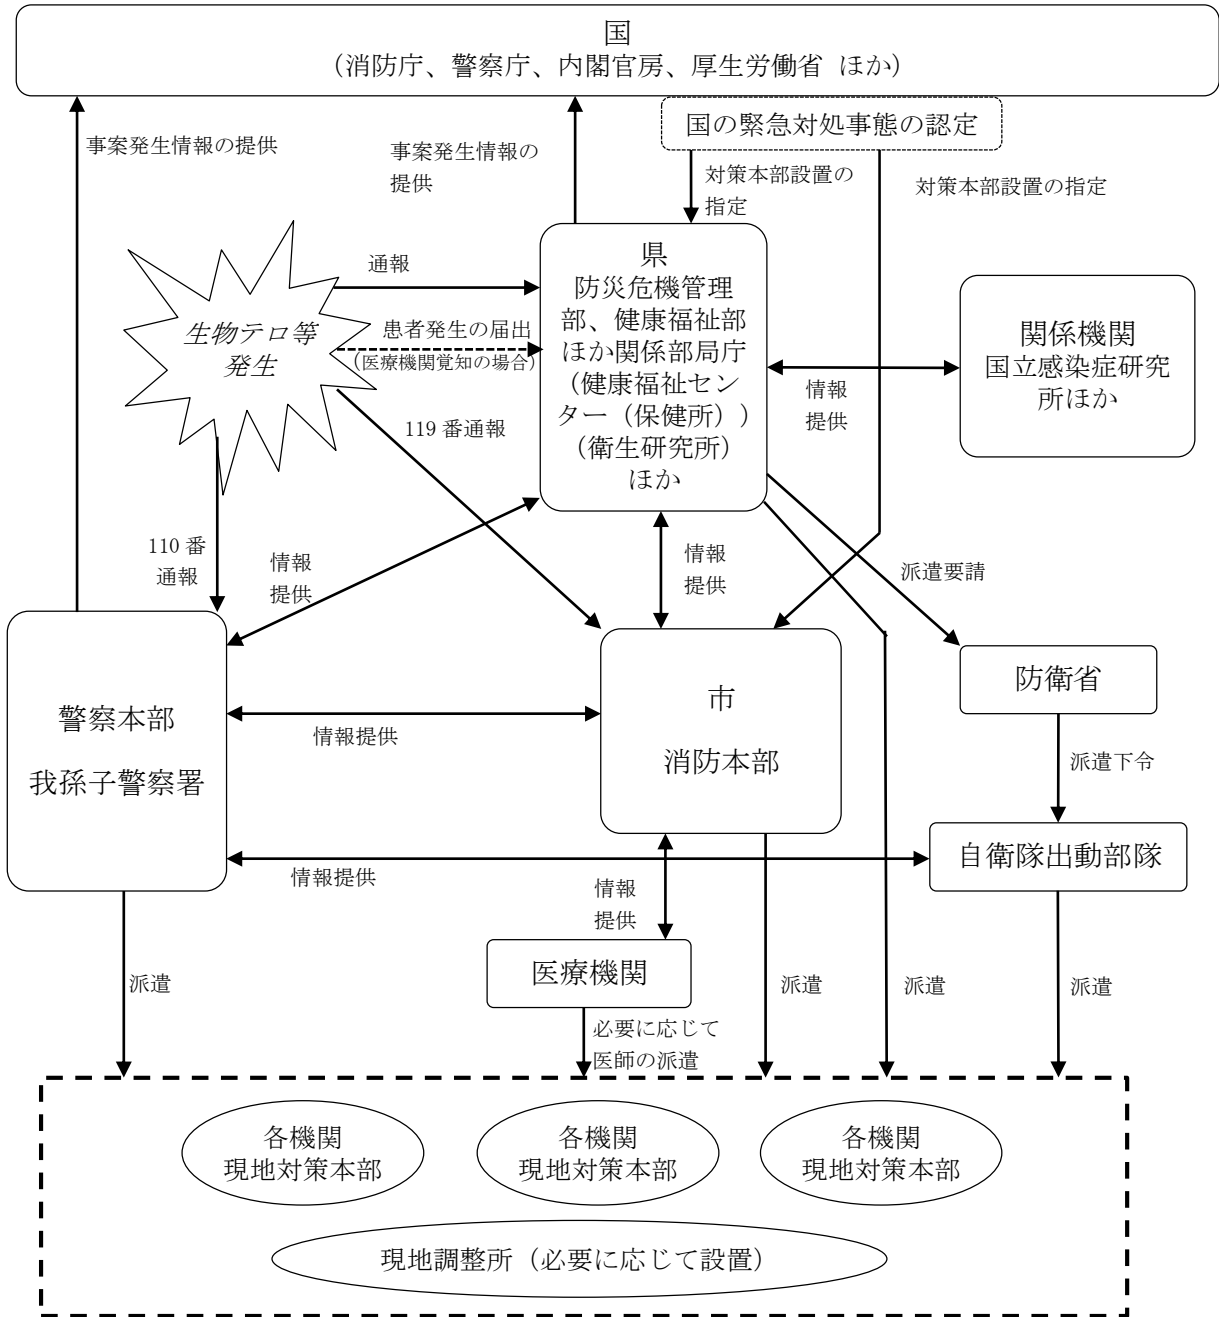 国
（消防庁、警察庁、内閣官房、厚生労働省 ほか）
国の緊急対処事態の認定
事案発生情報の提供
事案発生情報の
提供
対策本部設置の
指定
対策本部設置の指定
生物テロ等
発生
通報
患者発生の届出
（医療機関覚知の場合）
119 番通報
110 番
通報
県
防災危機管理
部、健康福祉部
ほか関係部局庁
（健康福祉セン
ター（保健所））
（衛生研究所）
ほか
情報
提供
関係機関
国立感染症研究
所ほか
情報
提供
情報
提供
派遣要請
警察本部
我孫子警察署
情報提供
市
消防本部
防衛省
派遣下令
自衛隊出動部隊
情報提供
情報
提供
医療機関
派遣
必要に応じて
医師の派遣
派遣
派遣
派遣
各機関
現地対策本部
各機関
現地対策本部
各機関
現地対策本部
現地調整所（必要に応じて設置）